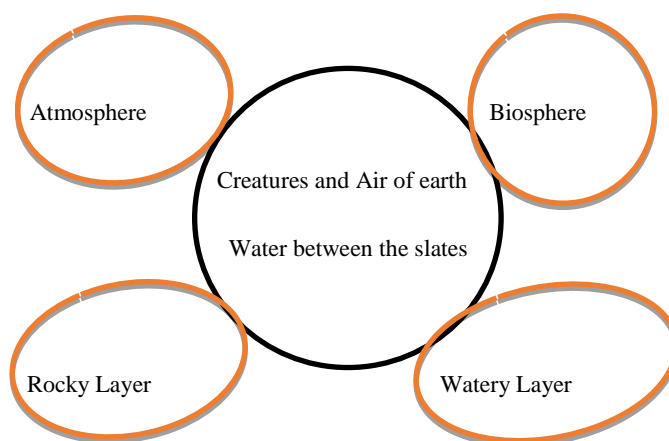 Atmosphere
Biosphere
Creatures and Air of earth
Water between the slates
Rocky Layer
Watery Layer